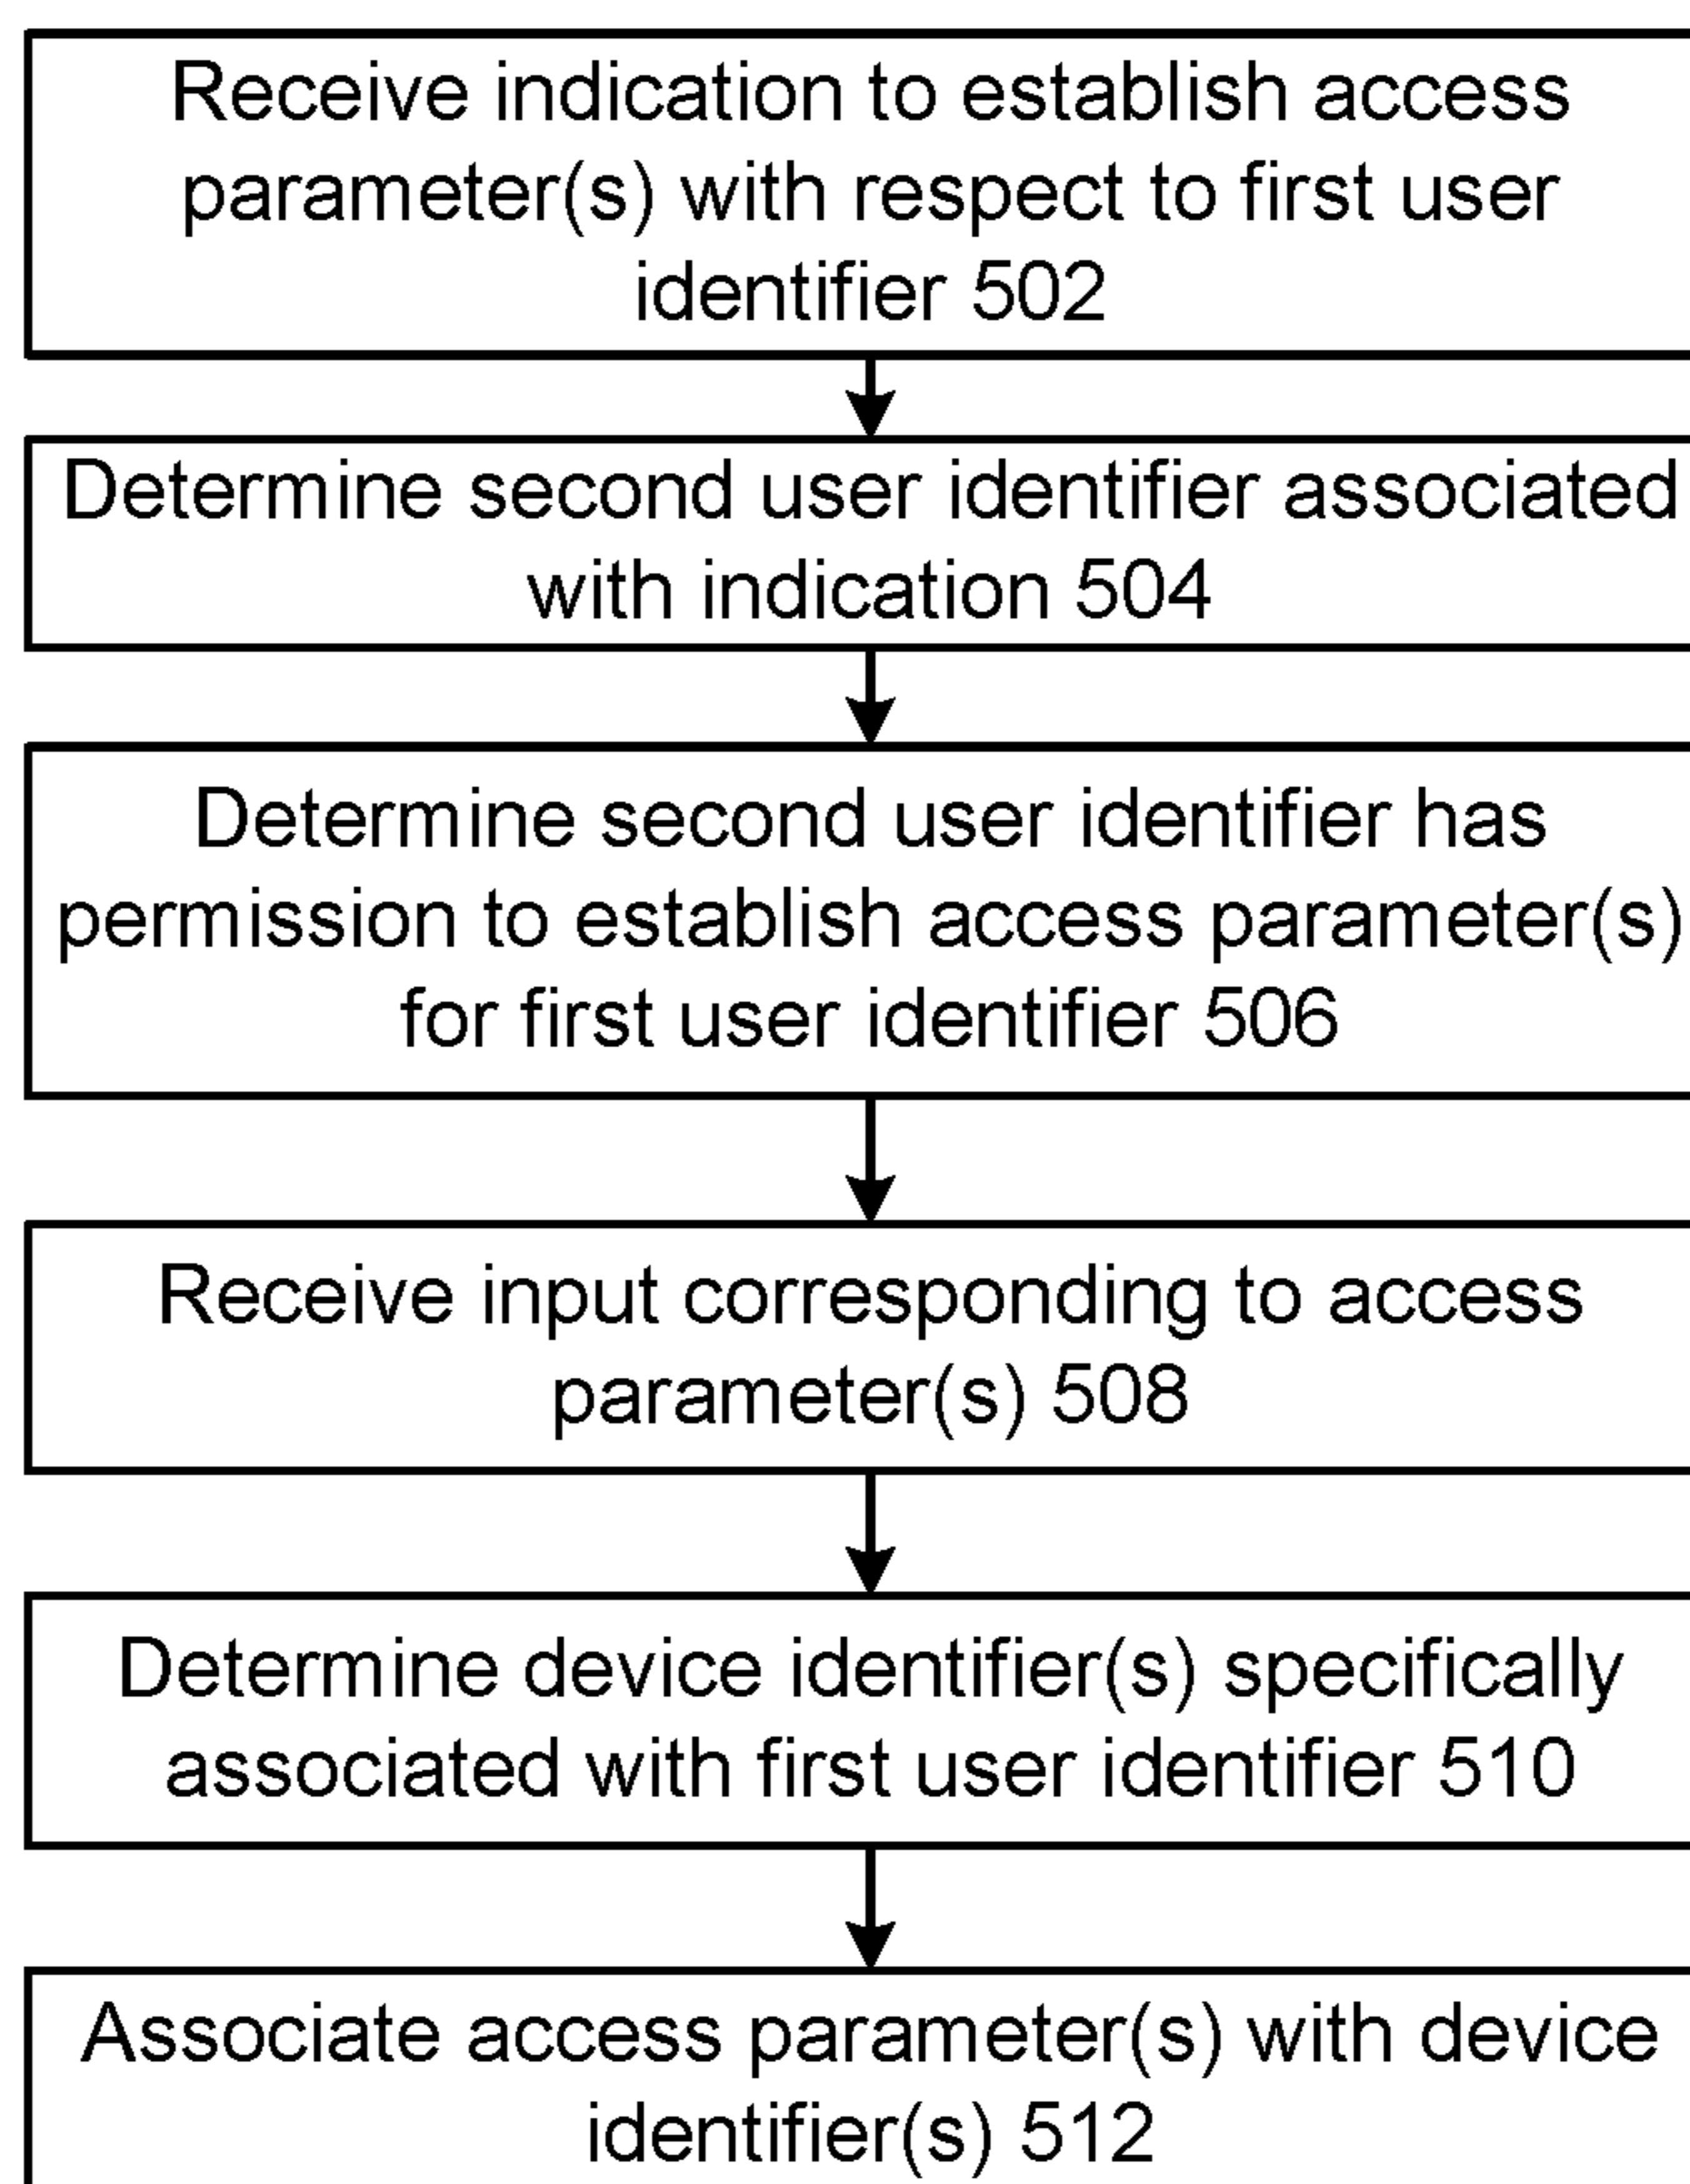 Receive indication to establish access
parameter(s) with respect to first user
identifier 502
Determine second user identifier associated
with indication 504
Determine second user identifier has
permission to establish access parameter(s)
for first user identifier 506
Receive input corresponding to access
parameter(s) 508
Determine device identifier(s) specifically
associated with first user identifier 510
Associate access parameter(s) with device
identifier(s) 512